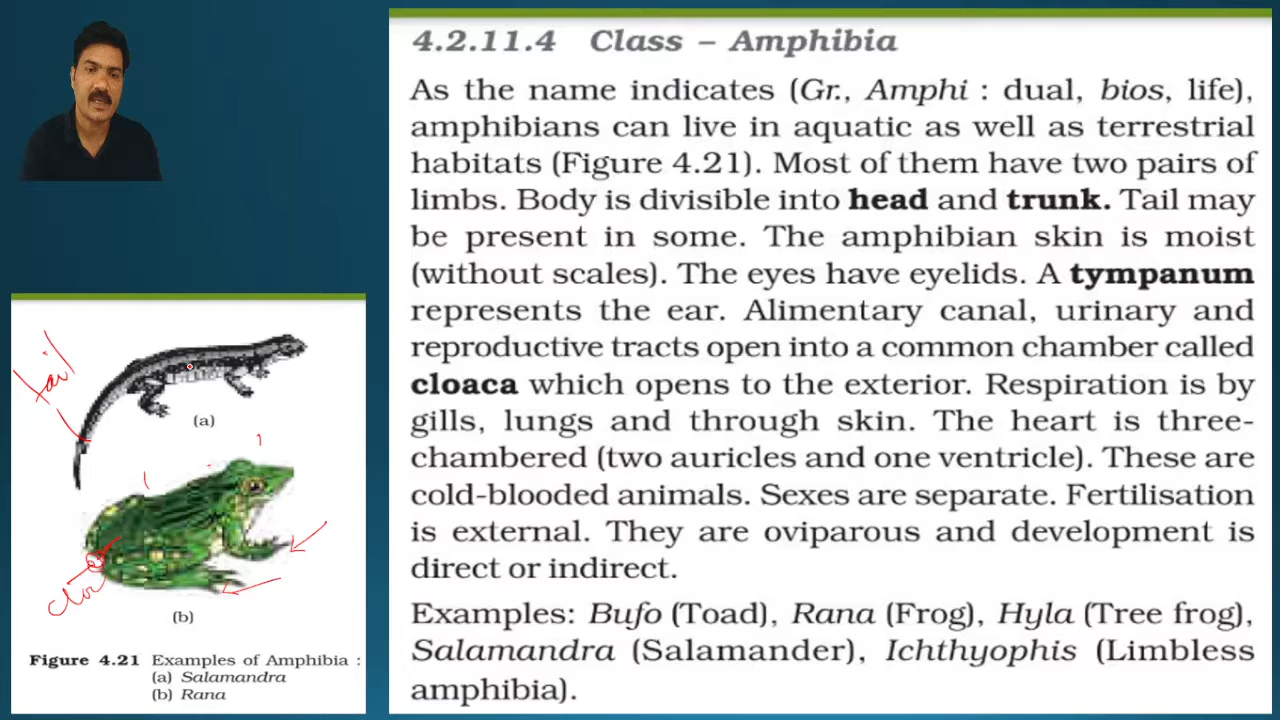 4.2.11.4 Class – Amphibia
As the name indicates (Gr., Amphi : dual, bios, life),
amphibians can live in aquatic as well as terrestrial
habitats (Figure 4.21). Most of them have two pairs of
limbs. Body is divisible into head and trunk. Tail may
be present in some. The amphibian skin is moist
(without scales). The eyes have eyelids. A tympanum
represents the ear. Alimentary canal, urinary and
reproductive tracts open into a common chamber called
cloaca which opens to the exterior. Respiration is by
gills, lungs and through skin. The heart is three-
chambered (two auricles and one ventricle). These are
cold-blooded animals. Sexes are separate. Fertilisation
is external. They are oviparous and development is
direct or indirect.
Examples: Bufo (Toad), Rana (Frog), Hyla (Tree frog),
Salamandra (Salamander), Ichthyophis (Limbless
amphibia).
tail
(a)
(b)
Figure 4.21 Examples of Amphibia :
(a) Salamandra
(b) Rana